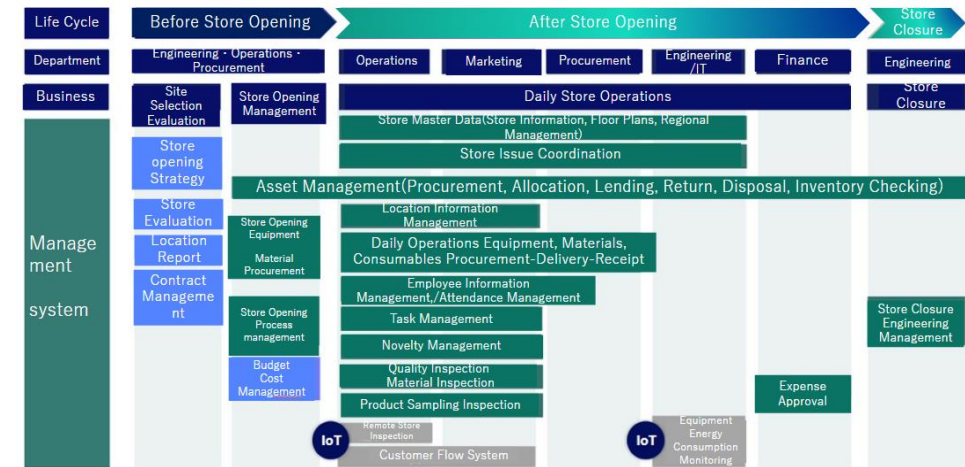 Life Cycle
Before Store Opening
After Store Opening
Store
Closure
Department
Engineering・Operations・
Procurement
Operations
Marketing
Procurement
Engineering
/IT
Finance
Engineering
Business
Site
Selection
Evaluation
Store Opening
Management
Daily Store Operations
Store
Closure
Manage
ment
system
Store
opening
Strategy
Store
Evaluation
Location
Report
Contract
Manageme
nt
Store Opening
Equipment
Material
Procurement
Store Opening
Process
management
Budget
Cost
Management
Store Master Data(Store Information, Floor Plans, Regional
Management)
Store Issue Coordination
Asset Management(Procurement, Allocation, Lending, Return, Disposal, Inventory Checking)
Location Information
Management
Daily Operations Equipment, Materials,
Consumables Procurement-Delivery-Receipt
Employee Information
Management,/Attendance Management
Task Management
Novelty Management
Quality Inspection
Material Inspection
Product Sampling Inspection
IoT
Remote Store
Inspection
Customer Flow System
IoT
Equipment
Energy
Consumption
Monitoring
Expense
Approval
Store Closure
Engineering
Management